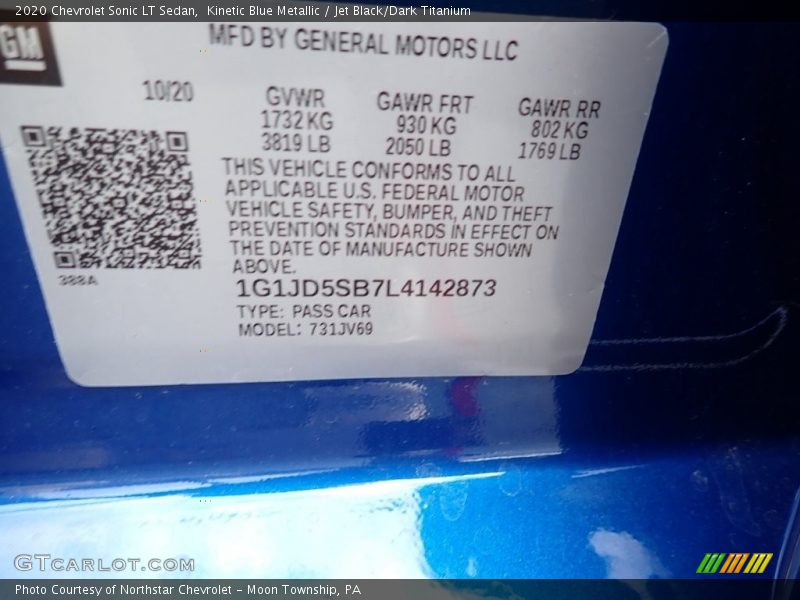 2020 Chevrolet Sonic LT Sedan, Kinetic Blue Metallic / Jet Black/Dark Titanium
GM
MFD BY GENERAL MOTORS LLC
10/20 GVWR GAWR FRT GAWR RR
1732 KG 930 KG 802 KG
3819 LB 2050 LB 1769 LB
THIS VEHICLE CONFORMS TO ALL
APPLICABLE U.S. FEDERAL MOTOR
VEHICLE SAFETY, BUMPER, AND THEFT
PREVENTION STANDARDS IN EFFECT ON
THE DATE OF MANUFACTURE SHOWN
ABOVE.
388A
1G1JD5SB7L4142873
TYPE: PASS CAR
MODEL: 731JV69
GTCARLOT.COM
Photo Courtesy of Northstar Chevrolet - Moon Township, PA